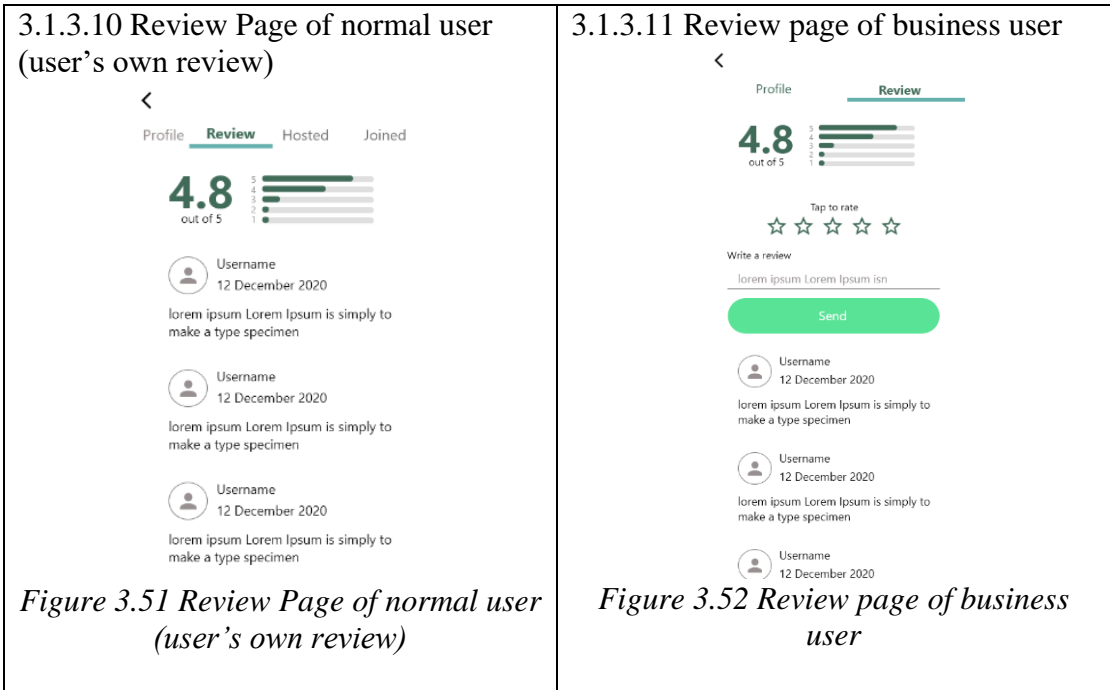 3.1.3.10 Review Page of normal user
(user’s own review)
Profile Review Hosted Joined
4.8
out of 5
5
4
3
2
1
Username
12 December 2020
lorem ipsum Lorem Ipsum is simply to
make a type specimen
Username
12 December 2020
lorem ipsum Lorem Ipsum is simply to
make a type specimen
Username
12 December 2020
lorem ipsum Lorem Ipsum is simply to
make a type specimen
Figure 3.51 Review Page of normal user
(user’s own review)
3.1.3.11 Review page of business user
Profile Review
4.8
out of 5
5
4
3
2
1
Tap to rate
Write a review
lorem ipsum Lorem Ipsum isn
Send
Username
12 December 2020
lorem ipsum Lorem Ipsum is simply to
make a type specimen
Username
12 December 2020
lorem ipsum Lorem Ipsum is simply to
make a type specimen
Username
12 December 2020
Figure 3.52 Review page of business
user